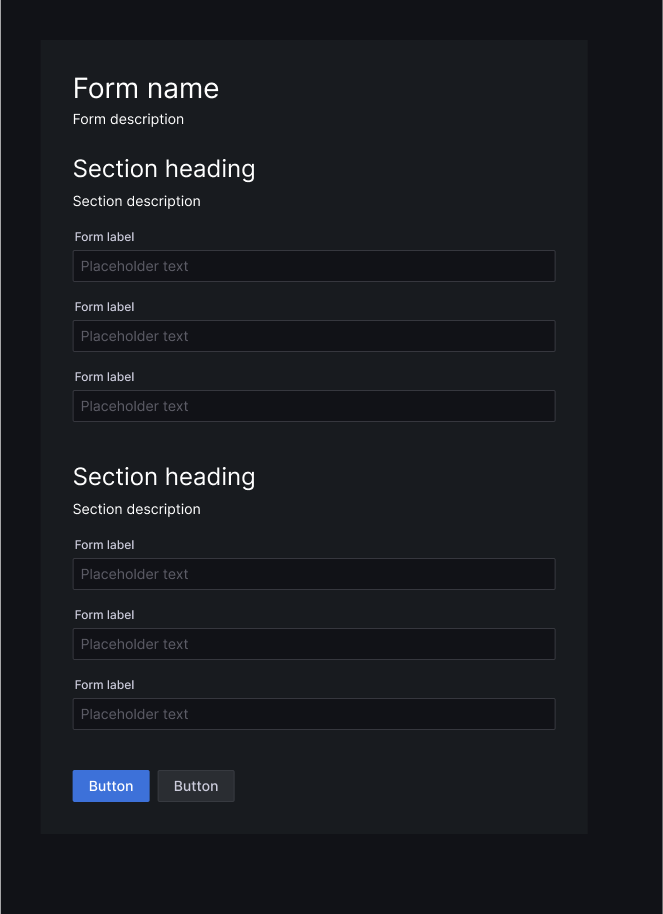 Form name
Form description
Section heading
Section description
Form label
Placeholder text
Form label
Placeholder text
Form label
Placeholder text
Section heading
Section description
Form label
Placeholder text
Form label
Placeholder text
Form label
Placeholder text
Button Button